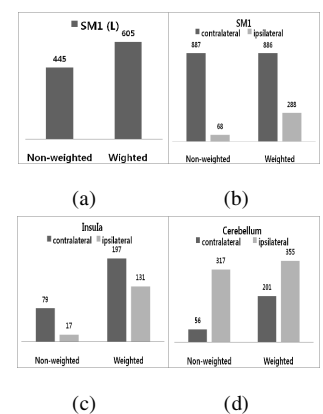 SM1 (L)
605
445
Non-weighted Wighted
(a)
SM1
contralateral ipsilateral
887 886
288
68
Non-weighted Weighted
(b)
Insula
contralateral ipsilateral
197
131
79
17
Non-weighted Weighted
(c)
Cerebellum
contralateral ipsilateral
355
317
201
56
Non-weighted Weighted
(d)